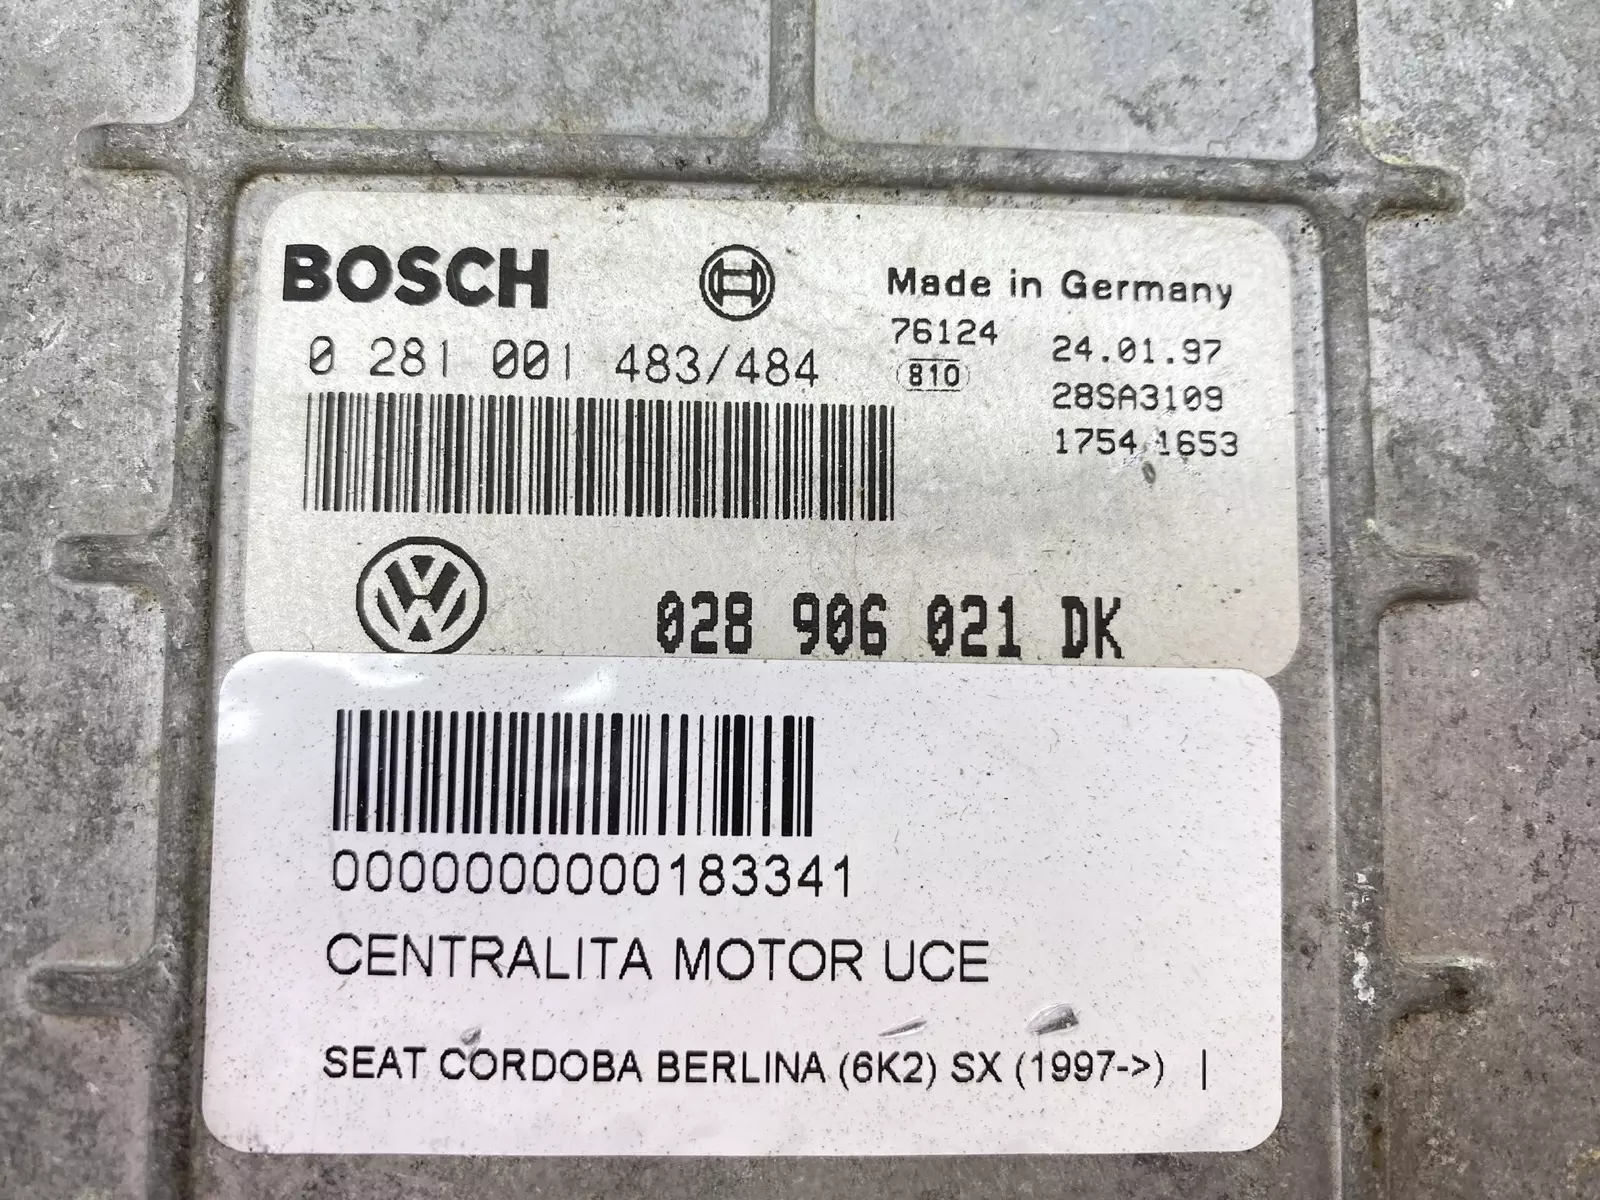 BOSCH
Made in Germany
0 281 001 483/484
76124
24.01.97
810
28SA3109
1754 1653
028 906 021 DK
0000000000183341
CENTRALITA MOTOR UCE
SEAT CORDOBA BERLINA (6K2) SX (1997->) |